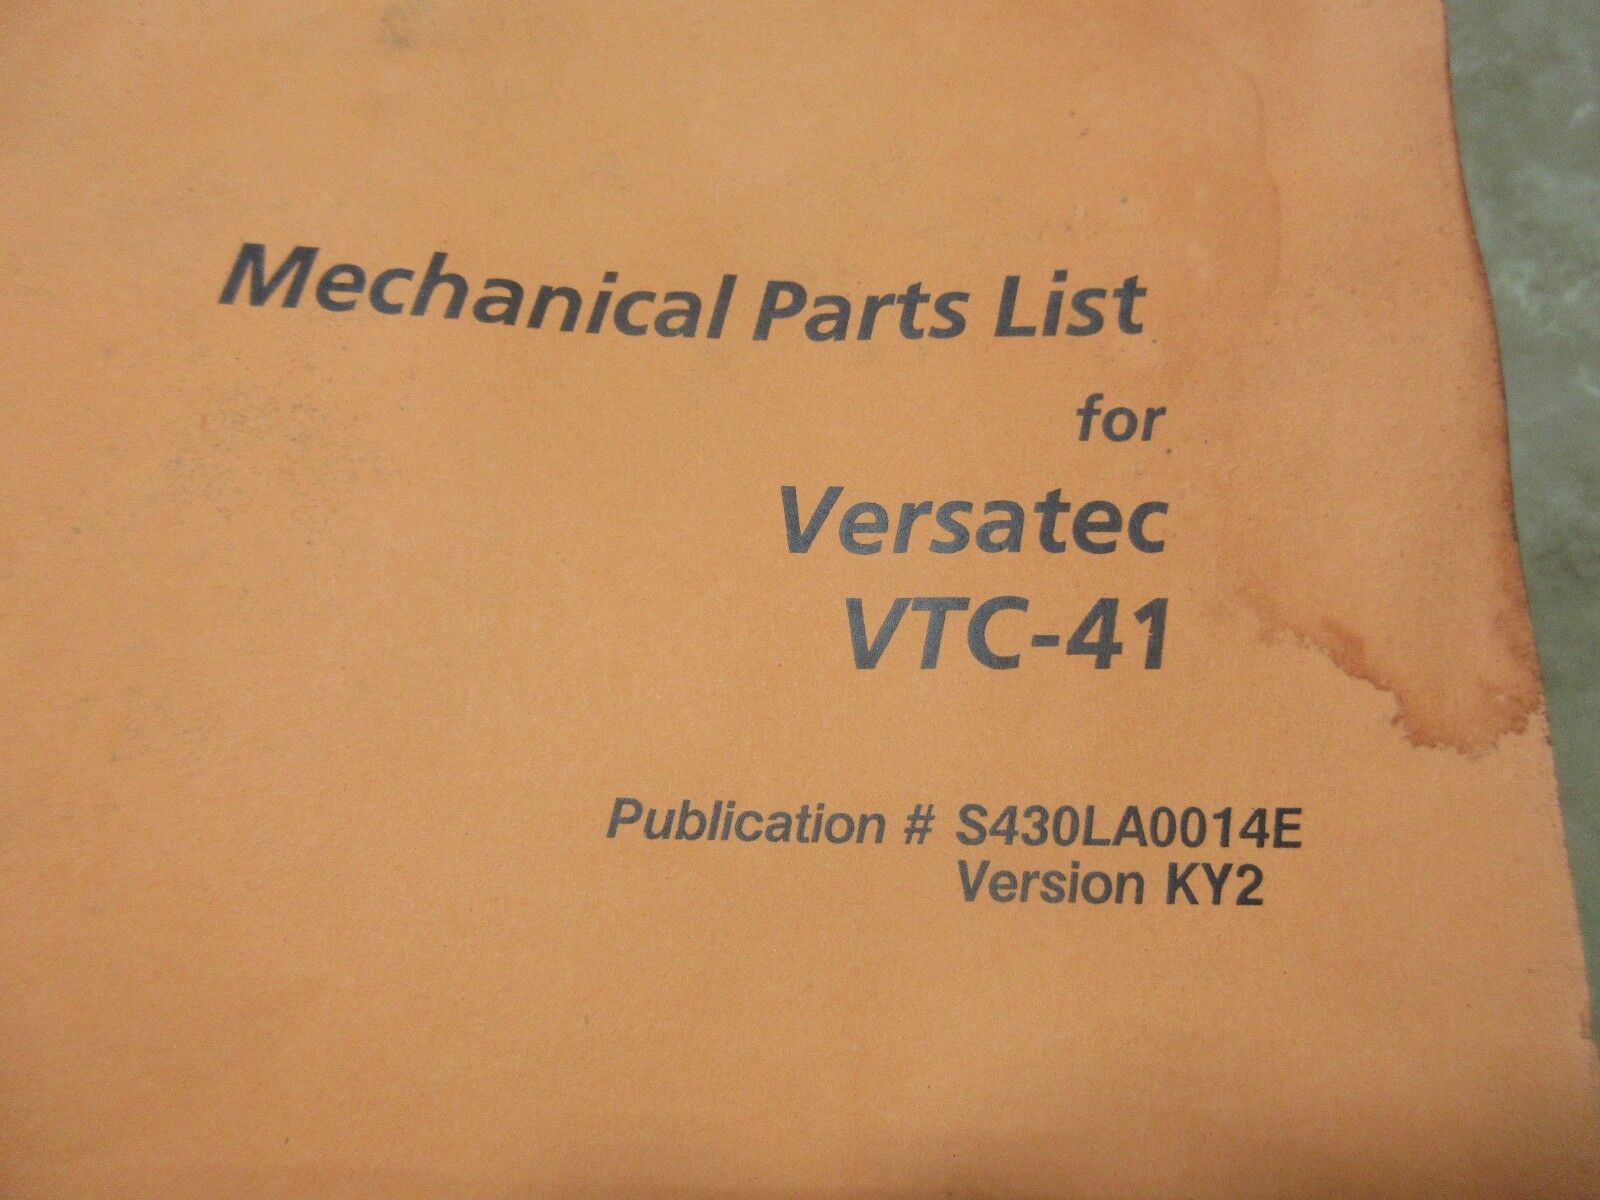 Mechanical Parts List
for
Versatec
VTC-41
Publication # S430LA0014E
Version KY2